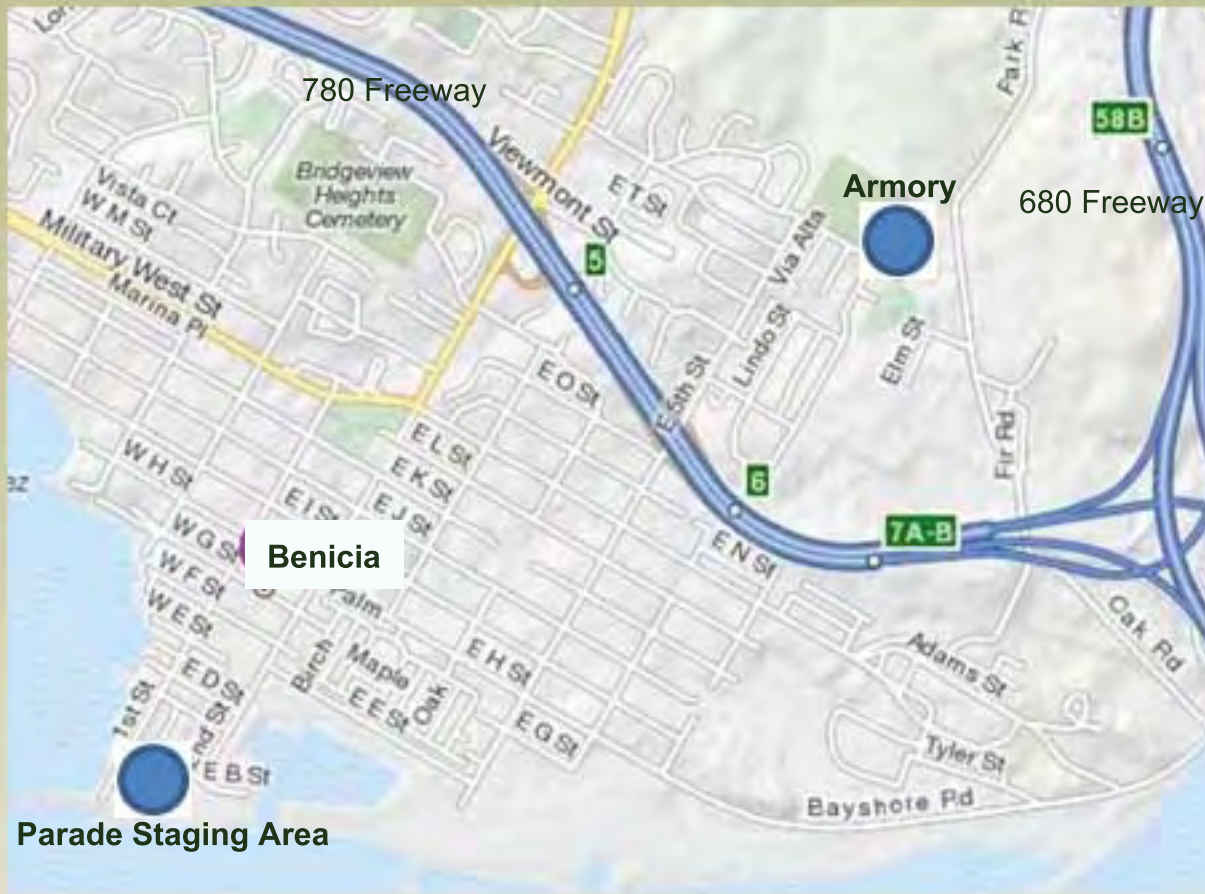 780 Freeway
58B
Park R
Viewmont St
Bridgeview
Heights
Cemetery
E T St
Armory
680 Freeway
Vista Ct
W M St
Military West St
Marina Pl
5
Via Alta
Lindo St
Elm St
E O St
E 5th St
Fir Rd
E L St
E K St
E J St
E I St
W H St
W G St
6
7A-B
E N St
Benicia
W F St
W E St
Palm
Oak Rd
Adams St
Birch
Maple
Oak
E H St
E D St
E E St
1st St
nd St
E G St
Tyler St
E B St
Bayshore Rd
Parade Staging Area